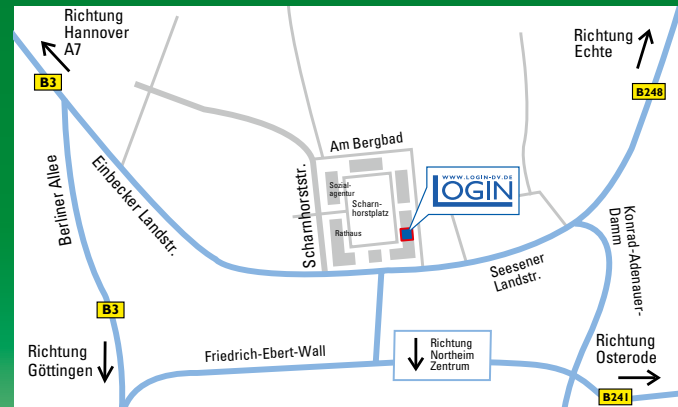 Richtung
Hannover
A7
B3
Richtung
Echte
B248
Am Bergbad
Scharnhorststr.
Sozial-
agentur
Scharn-
horstplatz
Rathaus
WWW.LOGIN-DV.DE
LOGIN
Berliner Allee
Einbecker Landstr.
Seesener
Landstr.
Konrad-Adenauer-
Damm
B3
Richtung
Göttingen
Friedrich-Ebert-Wall
Richtung
Northeim
Zentrum
Richtung
Osterode
B241